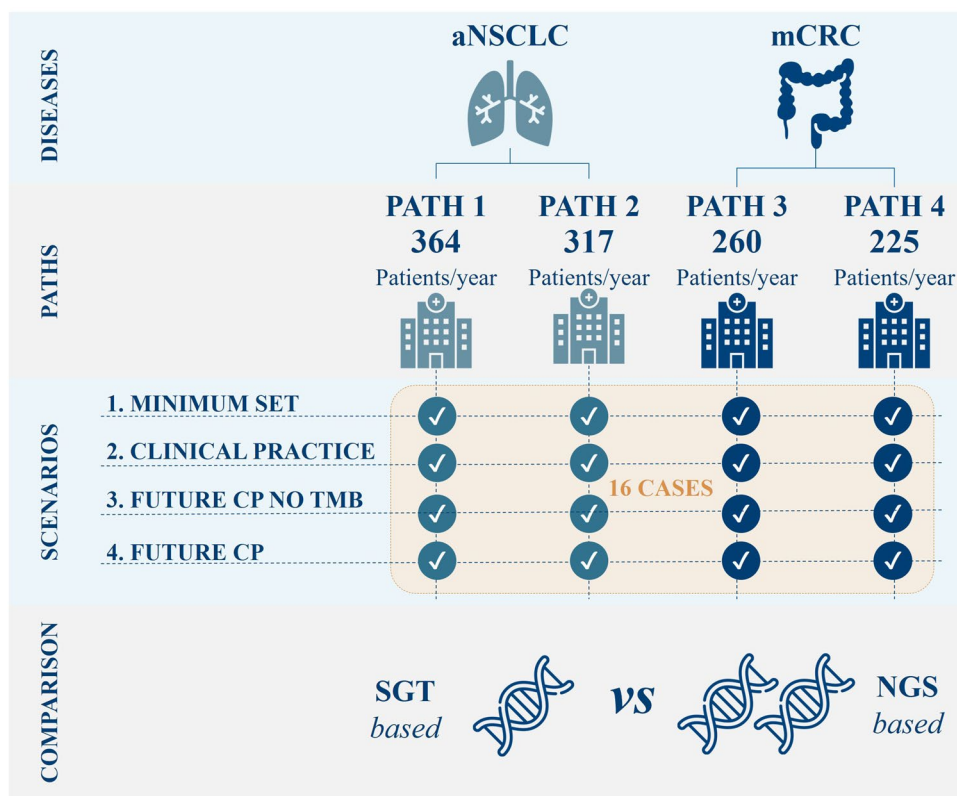 DISEASES
aNSCLC
mCRC
PATHS
PATH 1
364
Patients/year
PATH 2
317
Patients/year
PATH 3
260
Patients/year
PATH 4
225
Patients/year
SCENARIOS
1. MINIMUM SET
2. CLINICAL PRACTICE
3. FUTURE CP NO TMB
4. FUTURE CP
16 CASES
COMPARISON
SGT
based
vs
NGS
based